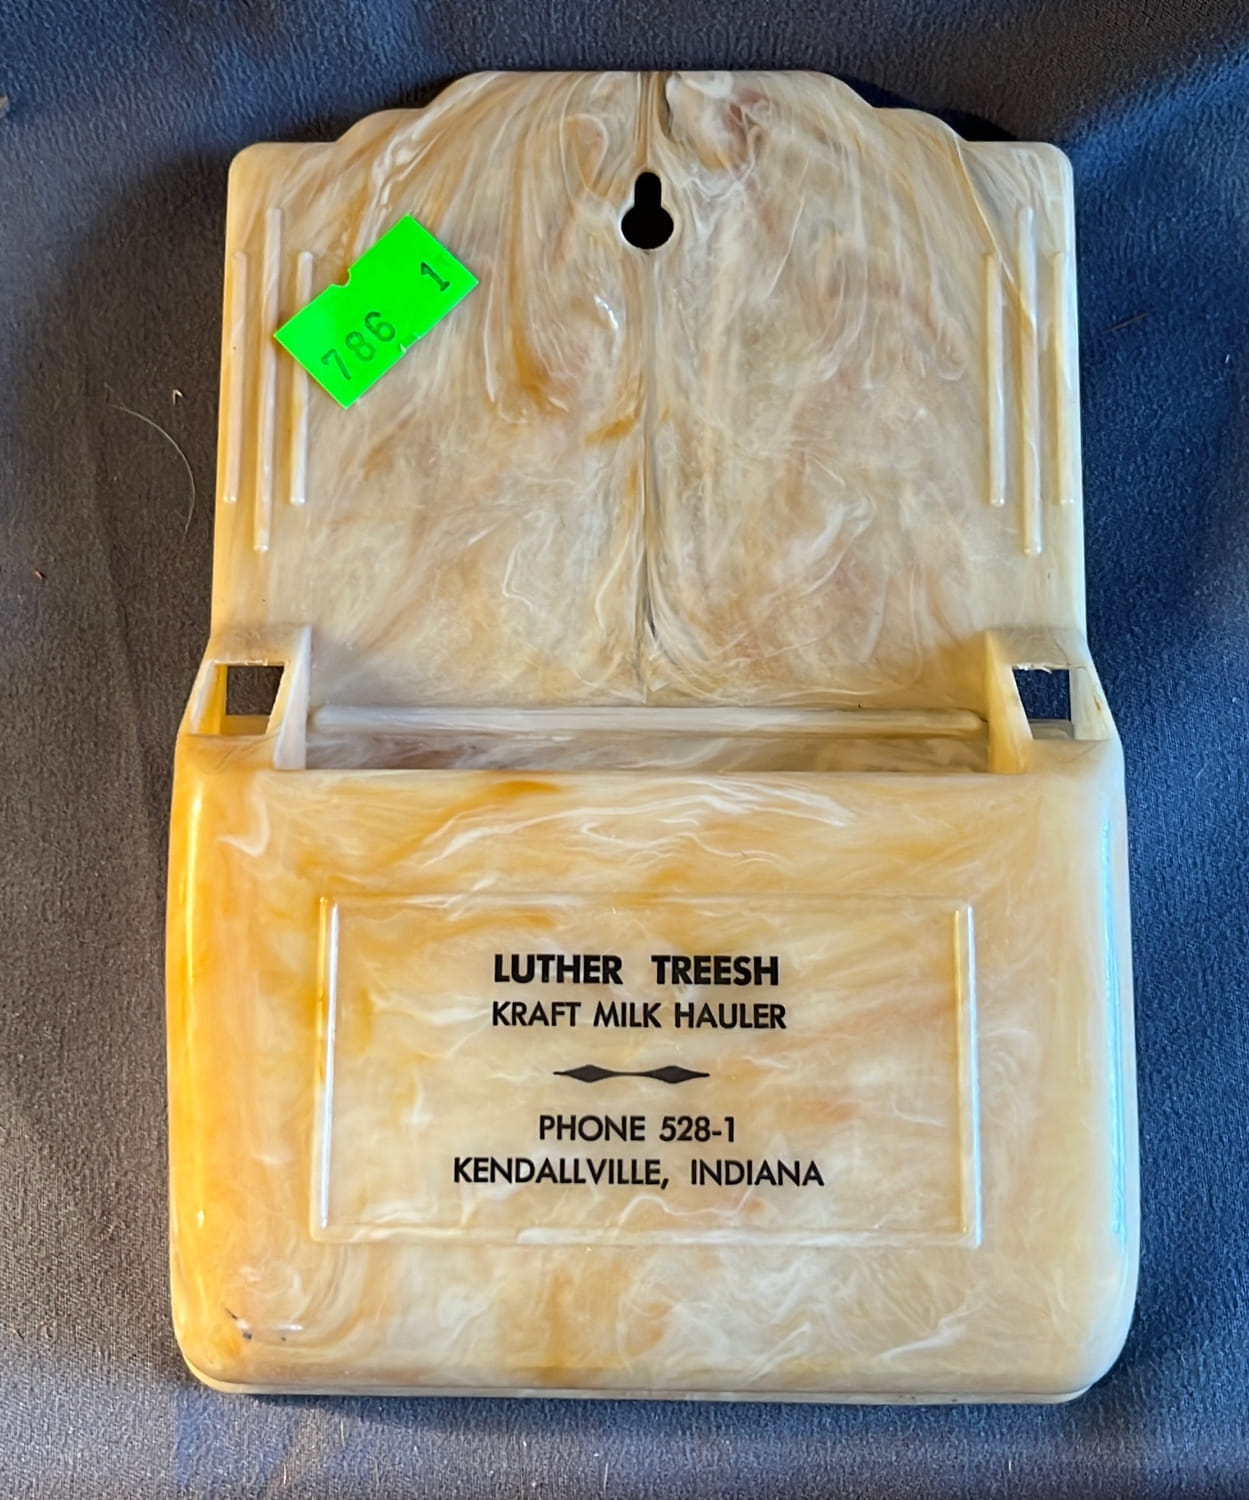 786 1
LUTHER TREESH
KRAFT MILK HAULER
PHONE 528-1
KENDALLVILLE, INDIANA